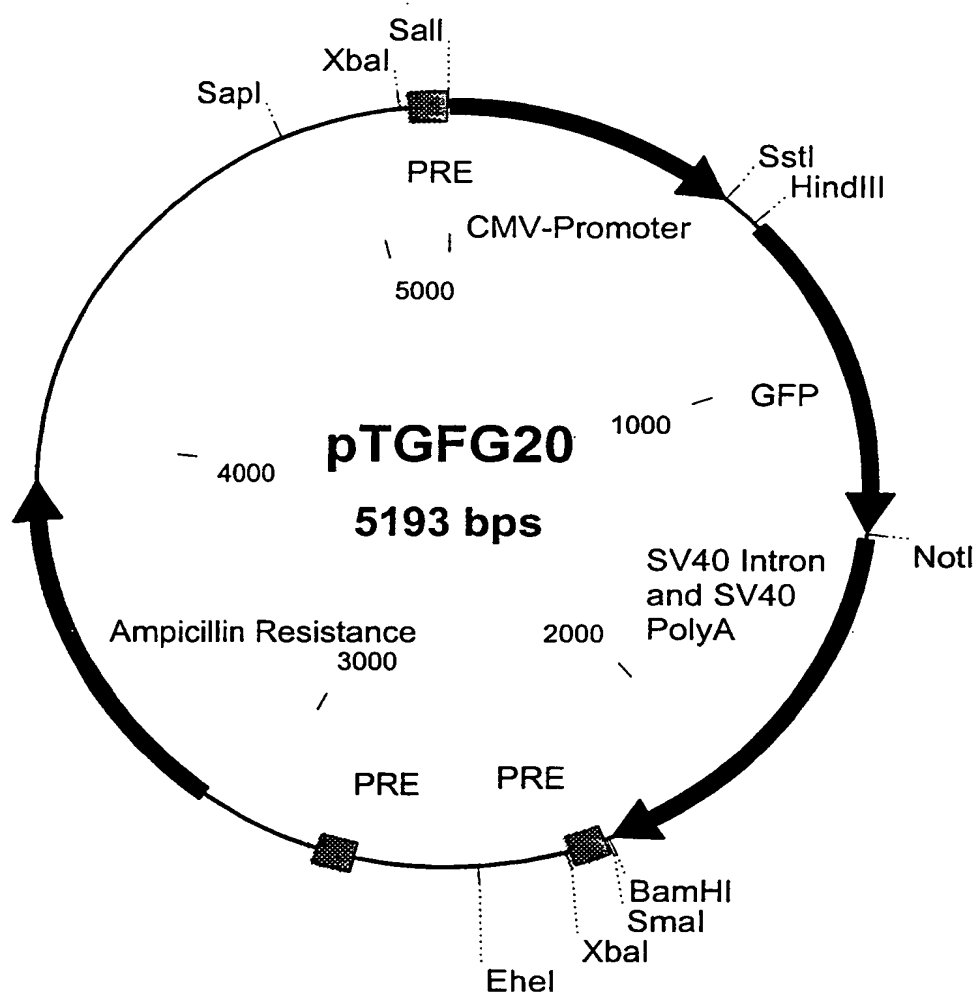 SalI
XbaI
SapI
PRE
SstI
HindIII
CMV-Promoter
5000
GFP
1000
pTGFG20
4000
5193 bps
SV40 Intron
and SV40
PolyA
NotI
Ampicillin Resistance
2000
3000
PRE
PRE
BamHI
SmaI
XbaI
EheI